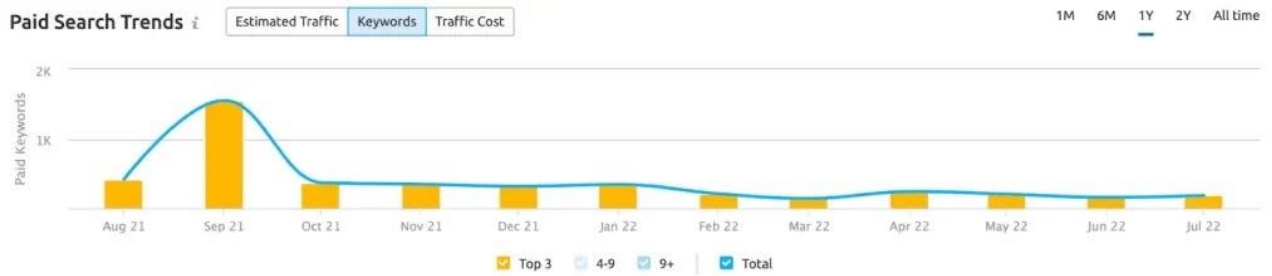 Paid Search Trends i Estimated Traffic Keywords Traffic Cost 1M 6M 1Y 2Y All time
2K
1K
Paid Keywords
Aug 21 Sep 21 Oct 21 Nov 21 Dec 21 Jan 22 Feb 22 Mar 22 Apr 22 May 22 Jun 22 Jul 22
Top 3 4-9 9+ Total